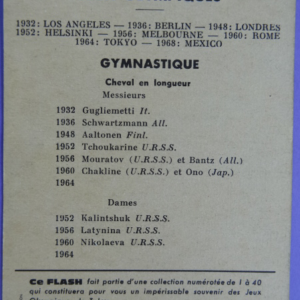 1932 : LOS ANGELES — 1936 : BERLIN — 1948 : LONDRES
1952 : HELSINKI — 1956 : MELBOURNE — 1960 : ROME
1964 : TOKYO — 1968 : MEXICO
GYMNASTIQUE
Cheval en longueur
Messieurs
1932 Gugliemetti It.
1936 Schwartzmann All.
1948 Aaltonen Finl.
1952 Tchoukarine U.R.S.S.
1956 Mouratov (U.R.S.S.) et Bantz (All.)
1960 Chakline (U.R.S.S.) et Ono (Jap.)
1964
Dames
1952 Kalintshuk U.R.S.S.
1956 Latynina U.R.S.S.
1960 Nikolaeva U.R.S.S.
1964
Ce FLASH fait partie d'une collection numérotée de 1 à 40
qui constituera pour vous un impérissable souvenir des Jeux